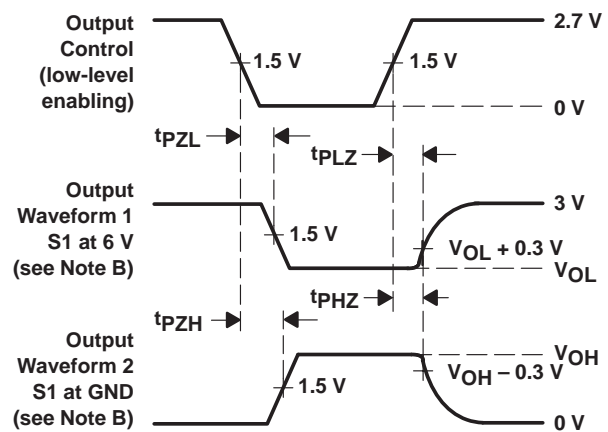 Output
Control
(low-level
enabling)
1.5 V
1.5 V
2.7 V
0 V
tPZL
tPLZ
Output
Waveform 1
S1 at 6 V
(see Note B)
1.5 V
3 V
VOL + 0.3 V
VOL
tPZH
tPHZ
Output
Waveform 2
S1 at GND
(see Note B)
1.5 V
VOH
VOH − 0.3 V
0 V